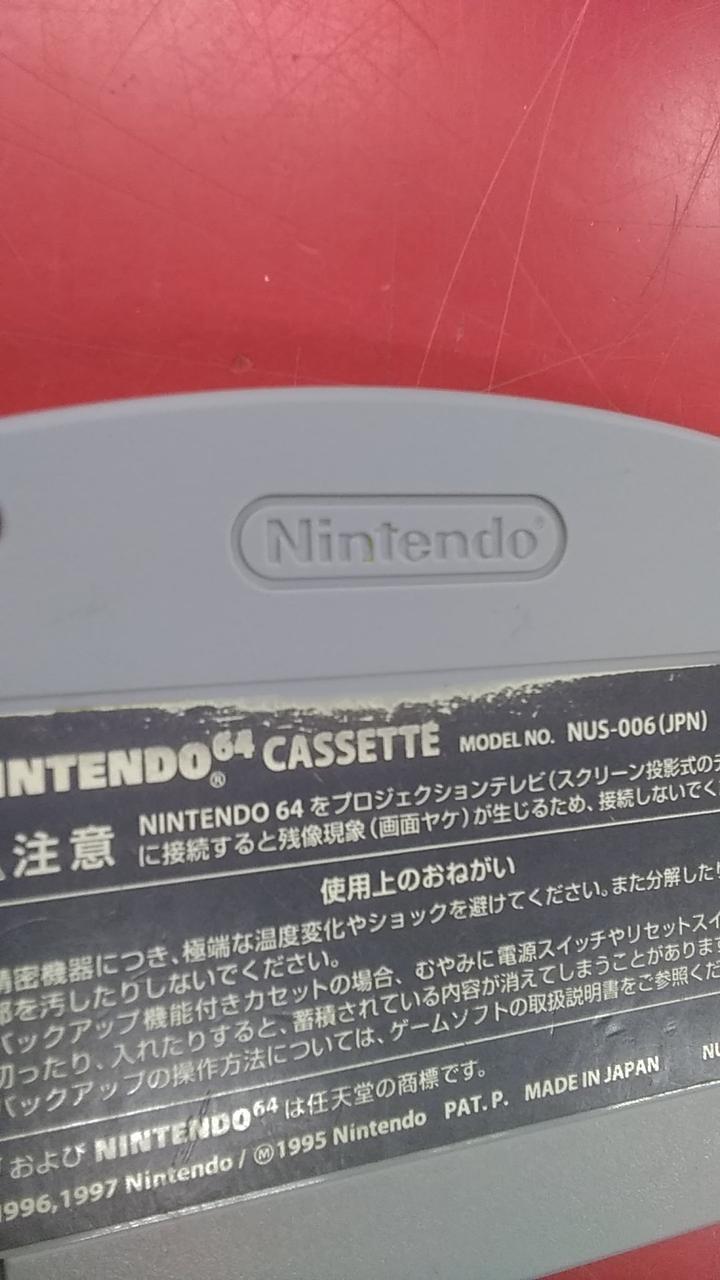 Nintendo®
NINTENDO64® CASSETTE MODEL NO. NUS-006(JPN)
注意 NINTENDO 64 をプロジェクションテレビ(スクリーン投影式の
に接続すると残像現象(画面ヤケ)が生じるため、接続しないでく
使用上のおねがい
精密機器につき、極端な温度変化やショックを避けてください。また分解した
部を汚したりしないでください。
バックアップ機能付きカセットの場合、むやみに電源スイッチやリセットス
切ったり、入れたりすると、蓄積されている内容が消えてしまうことがありま
バックアップの操作方法については、ゲームソフトの取扱説明書をご参照くだ
および NINTENDO64 は任天堂の商標です。
1996,1997 Nintendo / Ⓜ1995 Nintendo PAT. P. MADE IN JAPAN